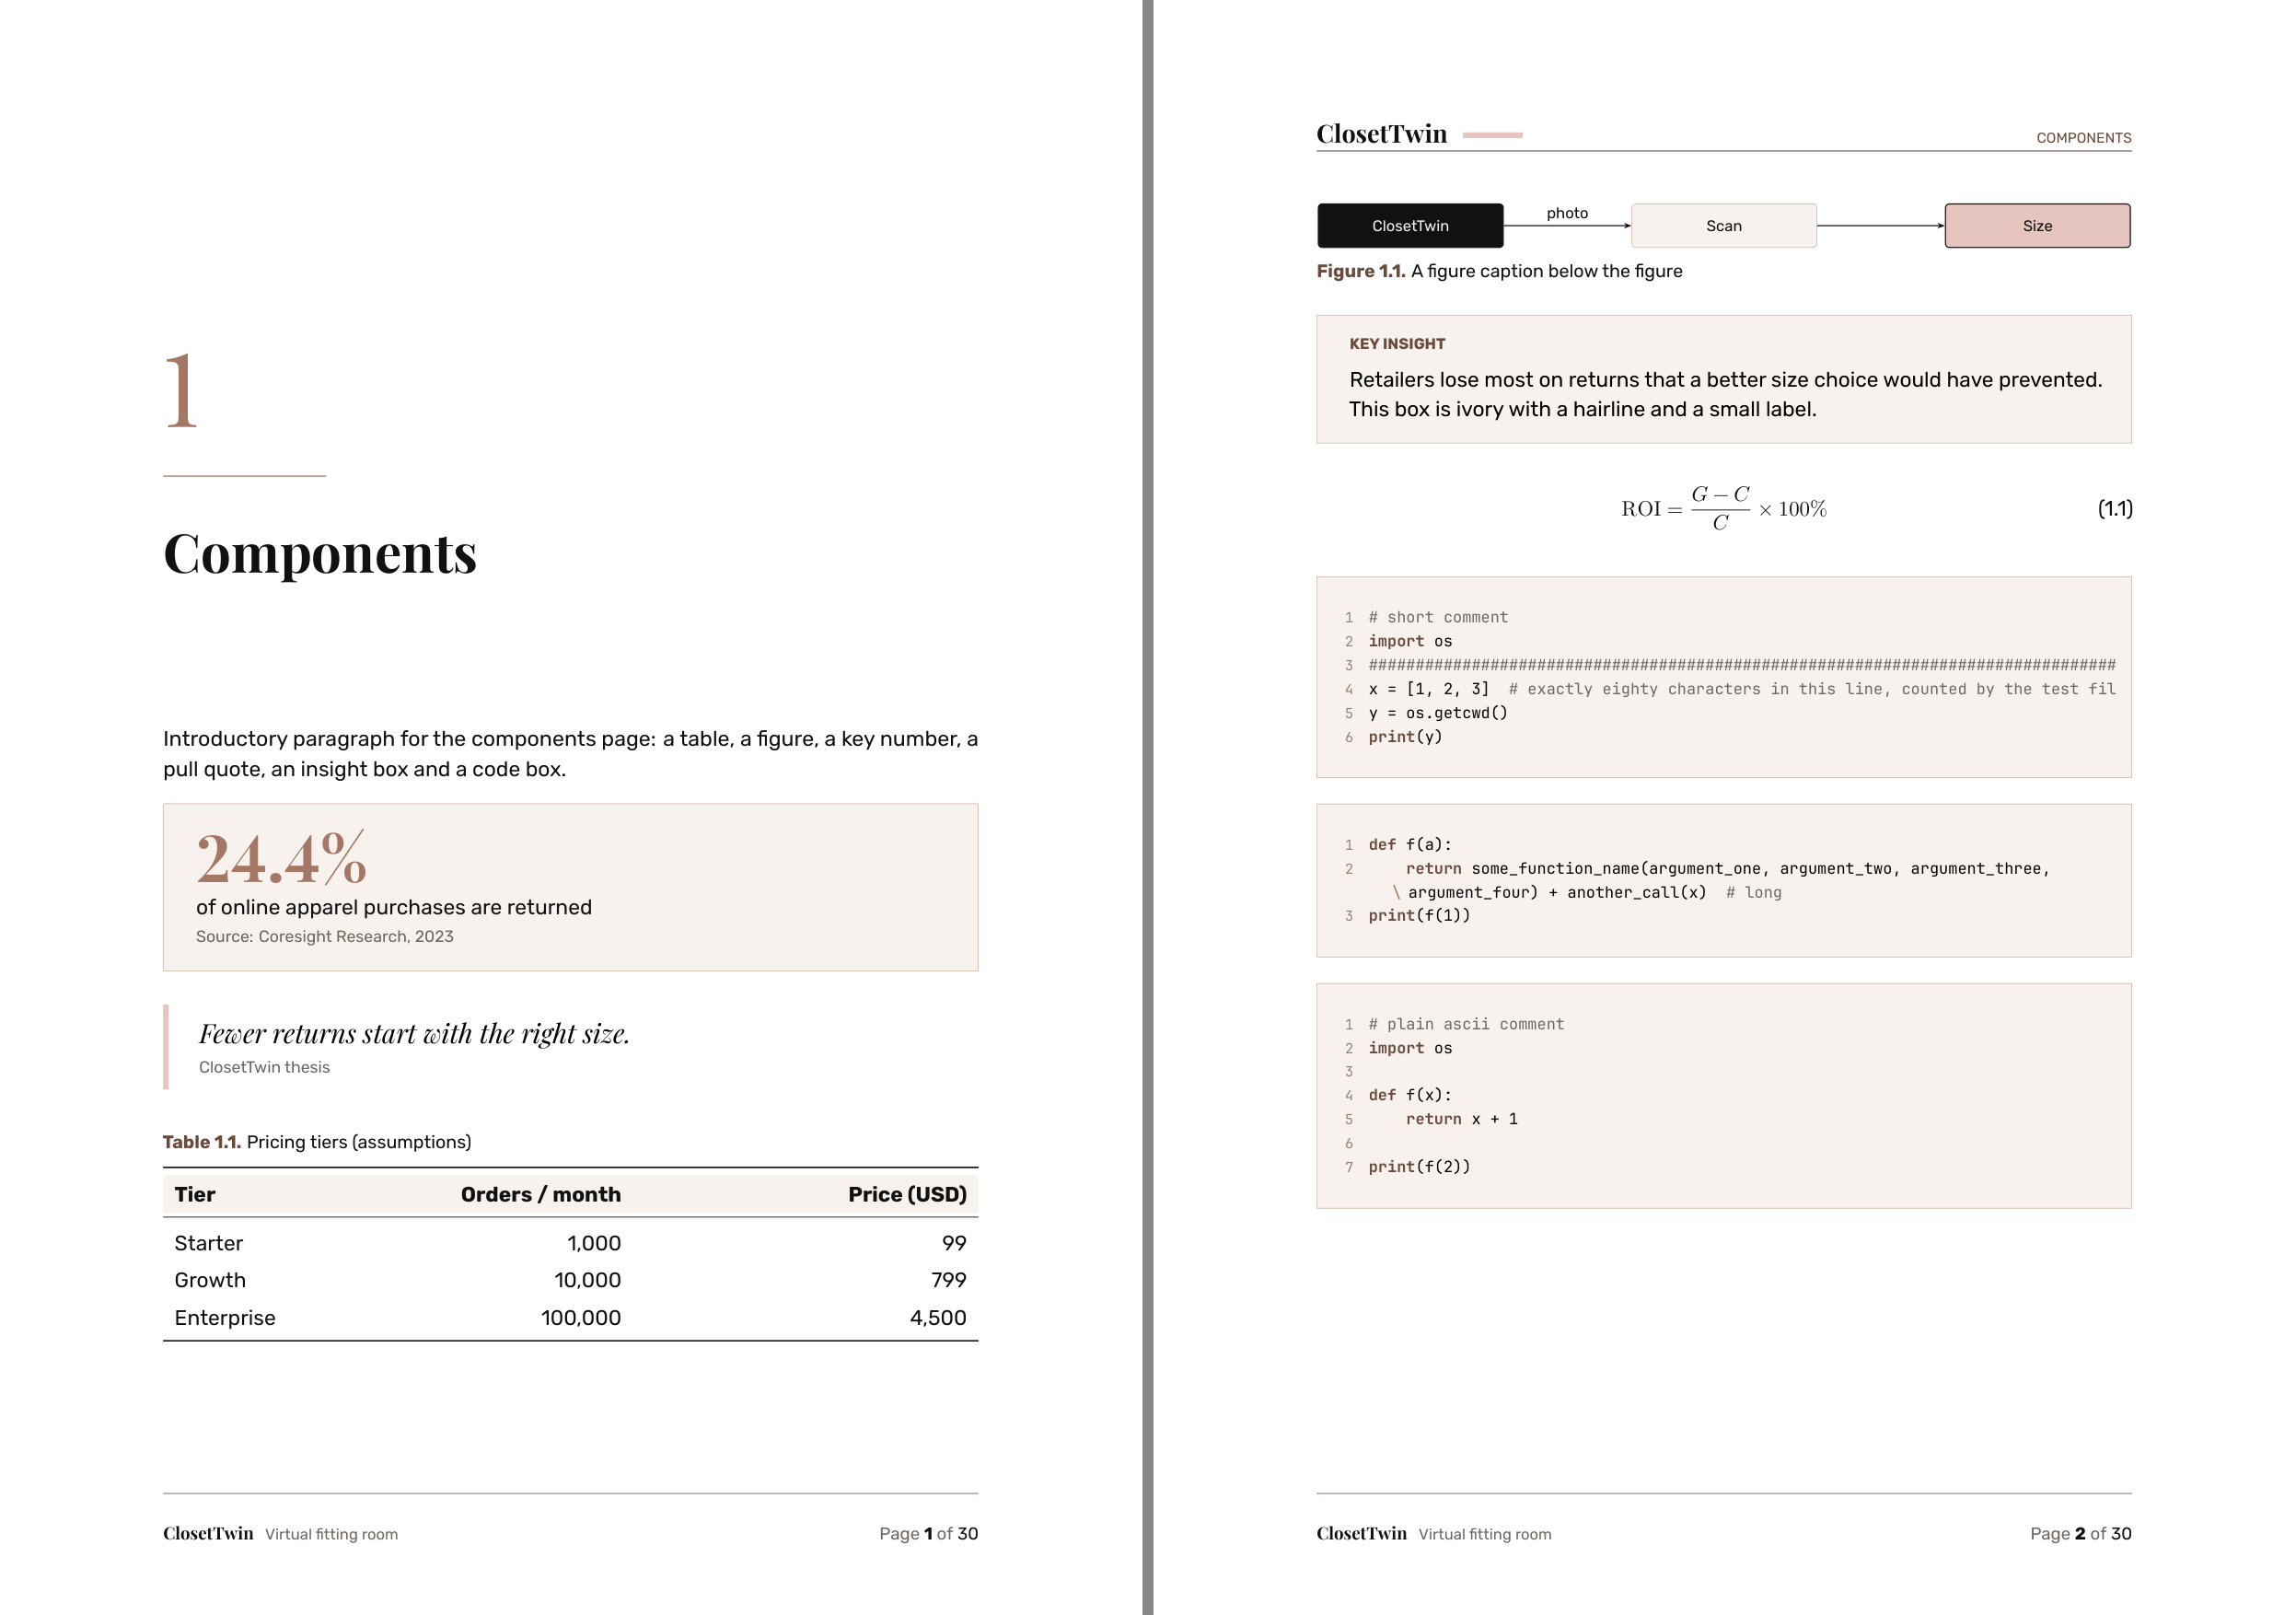 1
Components
Introductory paragraph for the components page: a table, a figure, a key number, a
pull quote, an insight box and a code box.
24.4%
of online apparel purchases are returned
Source: Coresight Research, 2023
Fewer returns start with the right size.
ClosetTwin thesis
Table 1.1. Pricing tiers (assumptions)
Tier Orders / month Price (USD)
Starter 1,000 99
Growth 10,000 799
Enterprise 100,000 4,500
ClosetTwin Virtual fitting room Page 1 of 30
ClosetTwin COMPONENTS
ClosetTwin photo Scan Size
Figure 1.1. A figure caption below the figure
KEY INSIGHT
Retailers lose most on returns that a better size choice would have prevented.
This box is ivory with a hairline and a small label.
ROI = \frac{G − C}{C} × 100% (1.1)
1 # short comment
2 import os
3 ################################################################################
4 x = [1, 2, 3]  # exactly eighty characters in this line, counted by the test fil
5 y = os.getcwd()
6 print(y)
1 def f(a):
2     return some_function_name(argument_one, argument_two, argument_three,
\ argument_four) + another_call(x)  # long
3 print(f(1))
1 # plain ascii comment
2 import os
3
4 def f(x):
5     return x + 1
6
7 print(f(2))
ClosetTwin Virtual fitting room Page 2 of 30